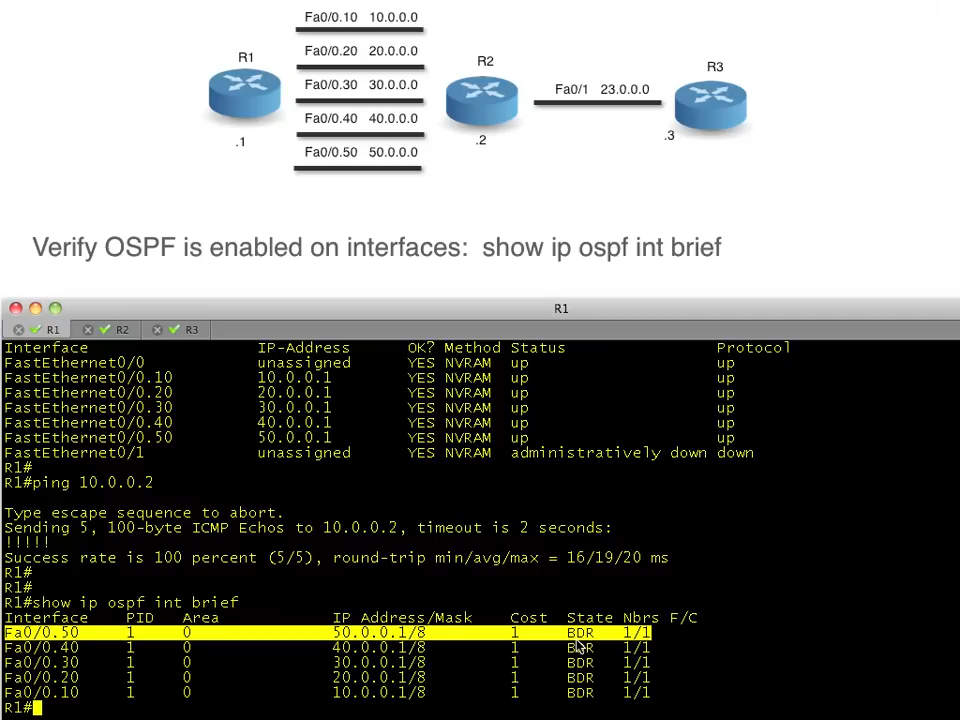 Fa0/0.10 10.0.0.0
Fa0/0.20 20.0.0.0
R1
R2
R3
Fa0/0.30 30.0.0.0
Fa0/1 23.0.0.0
Fa0/0.40 40.0.0.0
.1
.2
.3
Fa0/0.50 50.0.0.0
Verify OSPF is enabled on interfaces: show ip ospf int brief
R1
R1 R2 R3
Interface IP-Address OK? Method Status Protocol
FastEthernet0/0 unassigned YES NVRAM up up
FastEthernet0/0.10 10.0.0.1 YES NVRAM up up
FastEthernet0/0.20 20.0.0.1 YES NVRAM up up
FastEthernet0/0.30 30.0.0.1 YES NVRAM up up
FastEthernet0/0.40 40.0.0.1 YES NVRAM up up
FastEthernet0/0.50 50.0.0.1 YES NVRAM up up
FastEthernet0/1 unassigned YES NVRAM administratively down down
R1#
R1#ping 10.0.0.2
Type escape sequence to abort.
Sending 5, 100-byte ICMP Echos to 10.0.0.2, timeout is 2 seconds:
!!!!!
Success rate is 100 percent (5/5), round-trip min/avg/max = 16/19/20 ms
R1#
R1#
R1#show ip ospf int brief
Interface PID Area IP Address/Mask Cost State Nbrs F/C
Fa0/0.50 1 0 50.0.0.1/8 1 BDR 1/1
Fa0/0.40 1 0 40.0.0.1/8 1 BDR 1/1
Fa0/0.30 1 0 30.0.0.1/8 1 BDR 1/1
Fa0/0.20 1 0 20.0.0.1/8 1 BDR 1/1
Fa0/0.10 1 0 10.0.0.1/8 1 BDR 1/1
R1#